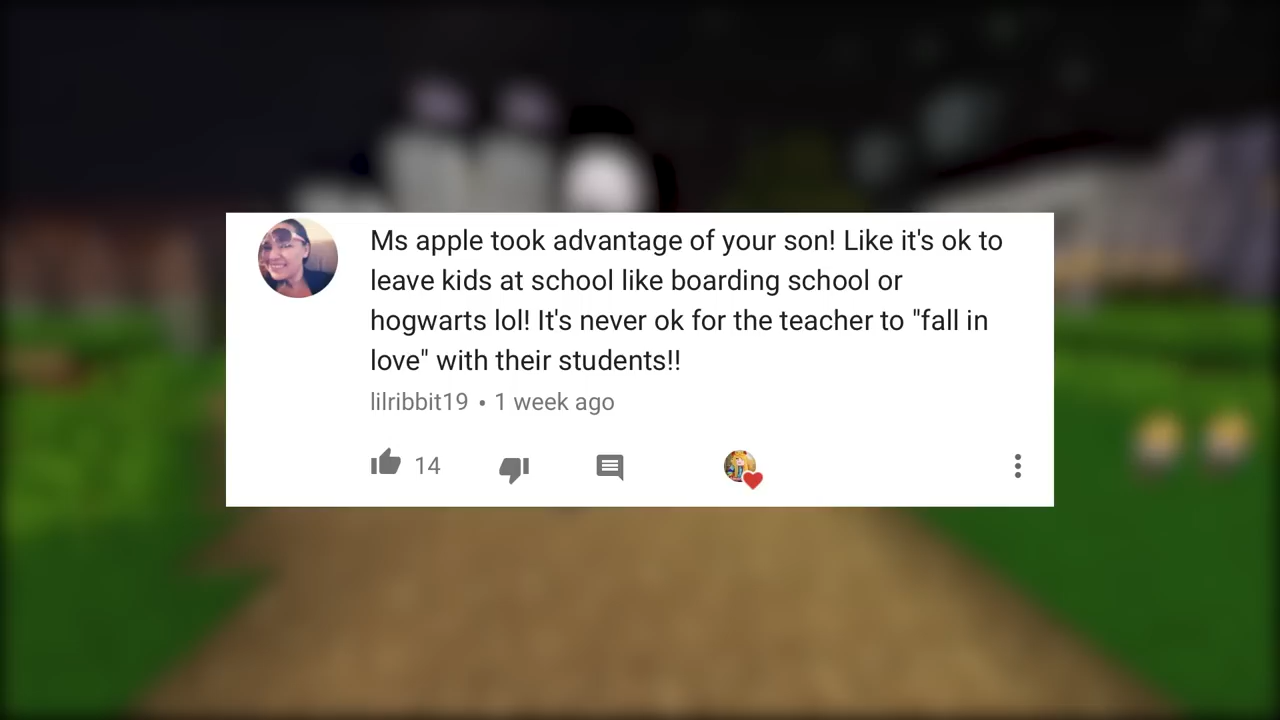 Ms apple took advantage of your son! Like it's ok to
leave kids at school like boarding school or
hogwarts lol! It's never ok for the teacher to "fall in
love" with their students!!
lilribbit19 • 1 week ago
14